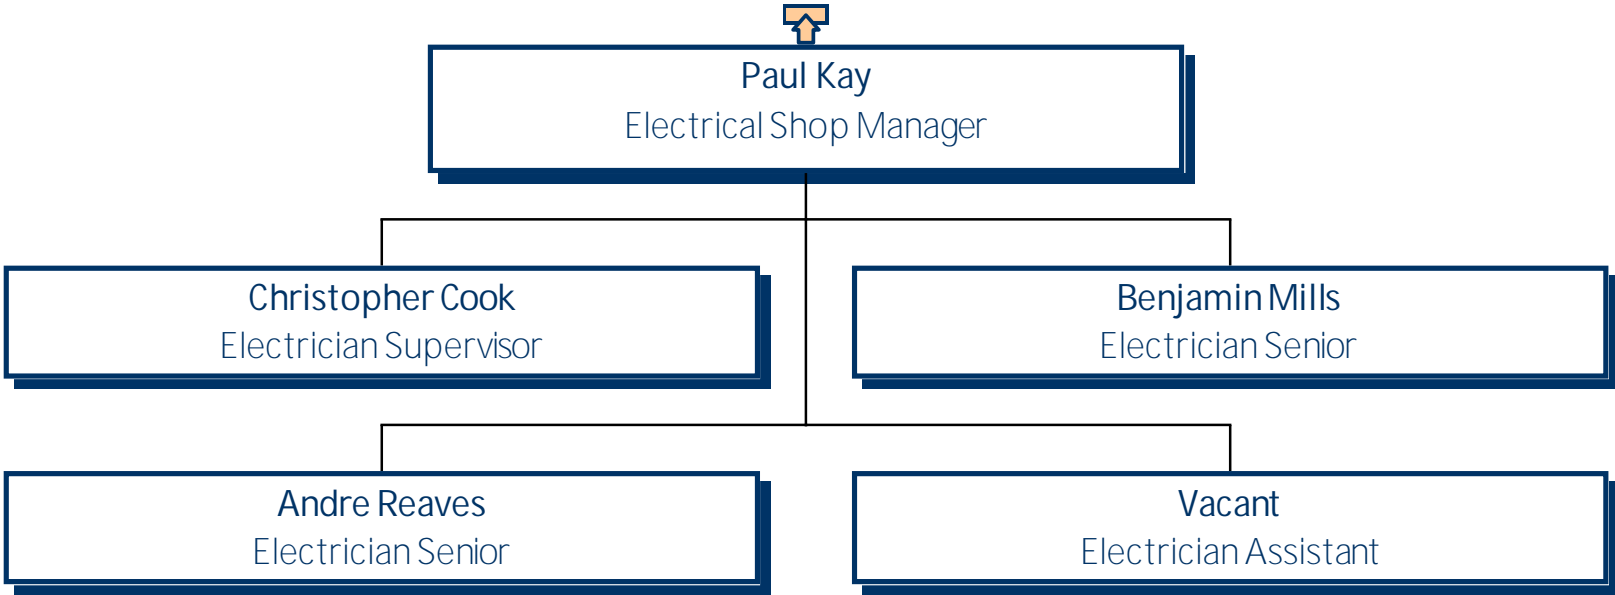 Paul Kay
Electrical Shop Manager
Christopher Cook
Electrician Supervisor
Benjamin Mills
Electrician Senior
Andre Reaves
Electrician Senior
Vacant
Electrician Assistant